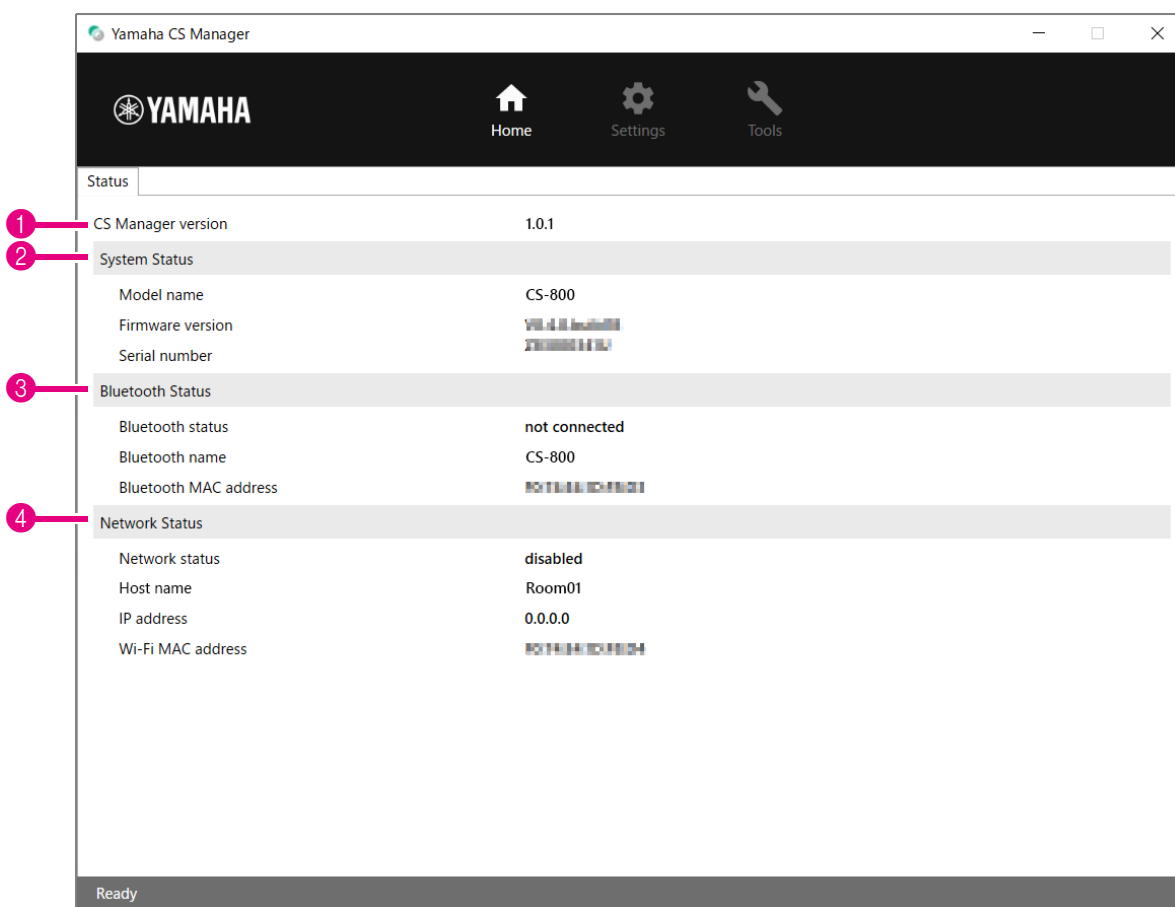 Yamaha CS Manager
YAMAHA
Home Settings Tools
Status
1 CS Manager version 1.0.1
2 System Status
Model name CS-800
Firmware version
Serial number
3 Bluetooth Status
Bluetooth status not connected
Bluetooth name CS-800
Bluetooth MAC address
4 Network Status
Network status disabled
Host name Room01
IP address 0.0.0.0
Wi-Fi MAC address
Ready